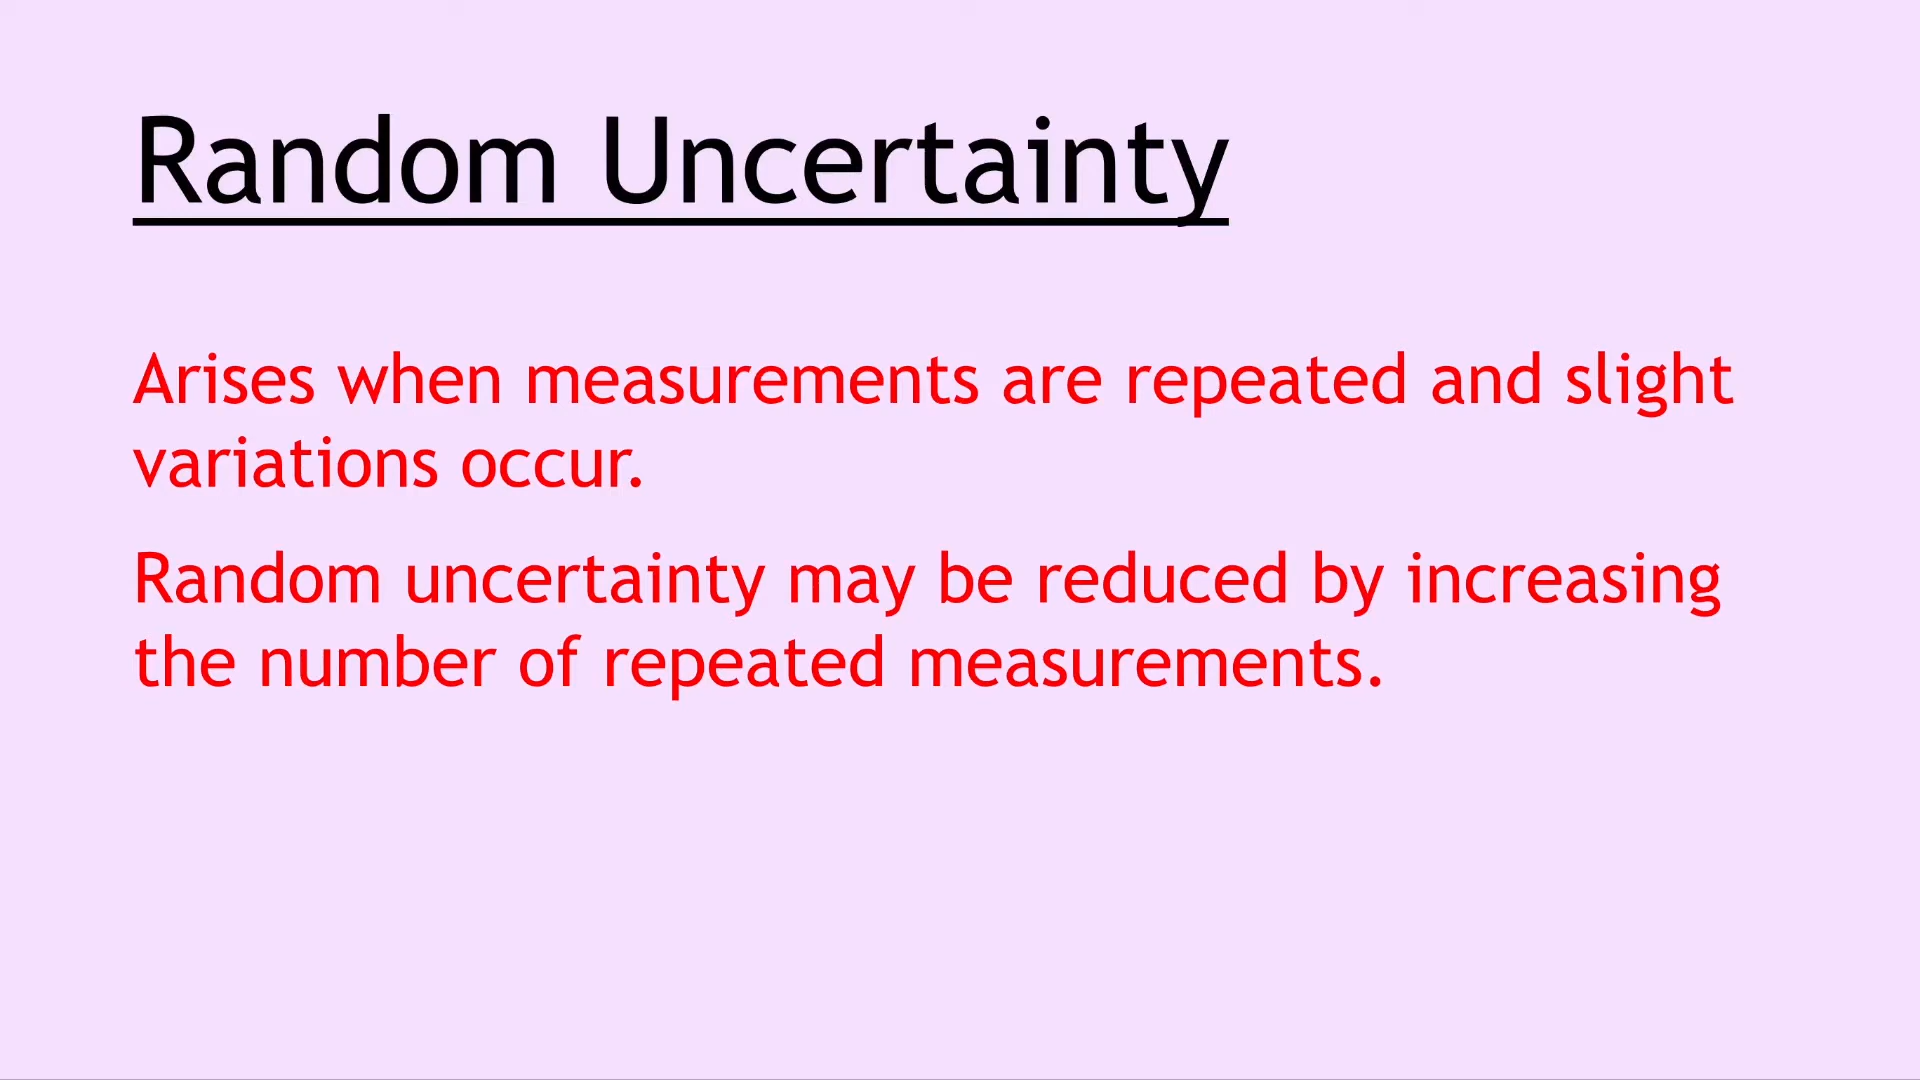 Random Uncertainty
Arises when measurements are repeated and slight
variations occur.
Random uncertainty may be reduced by increasing
the number of repeated measurements.